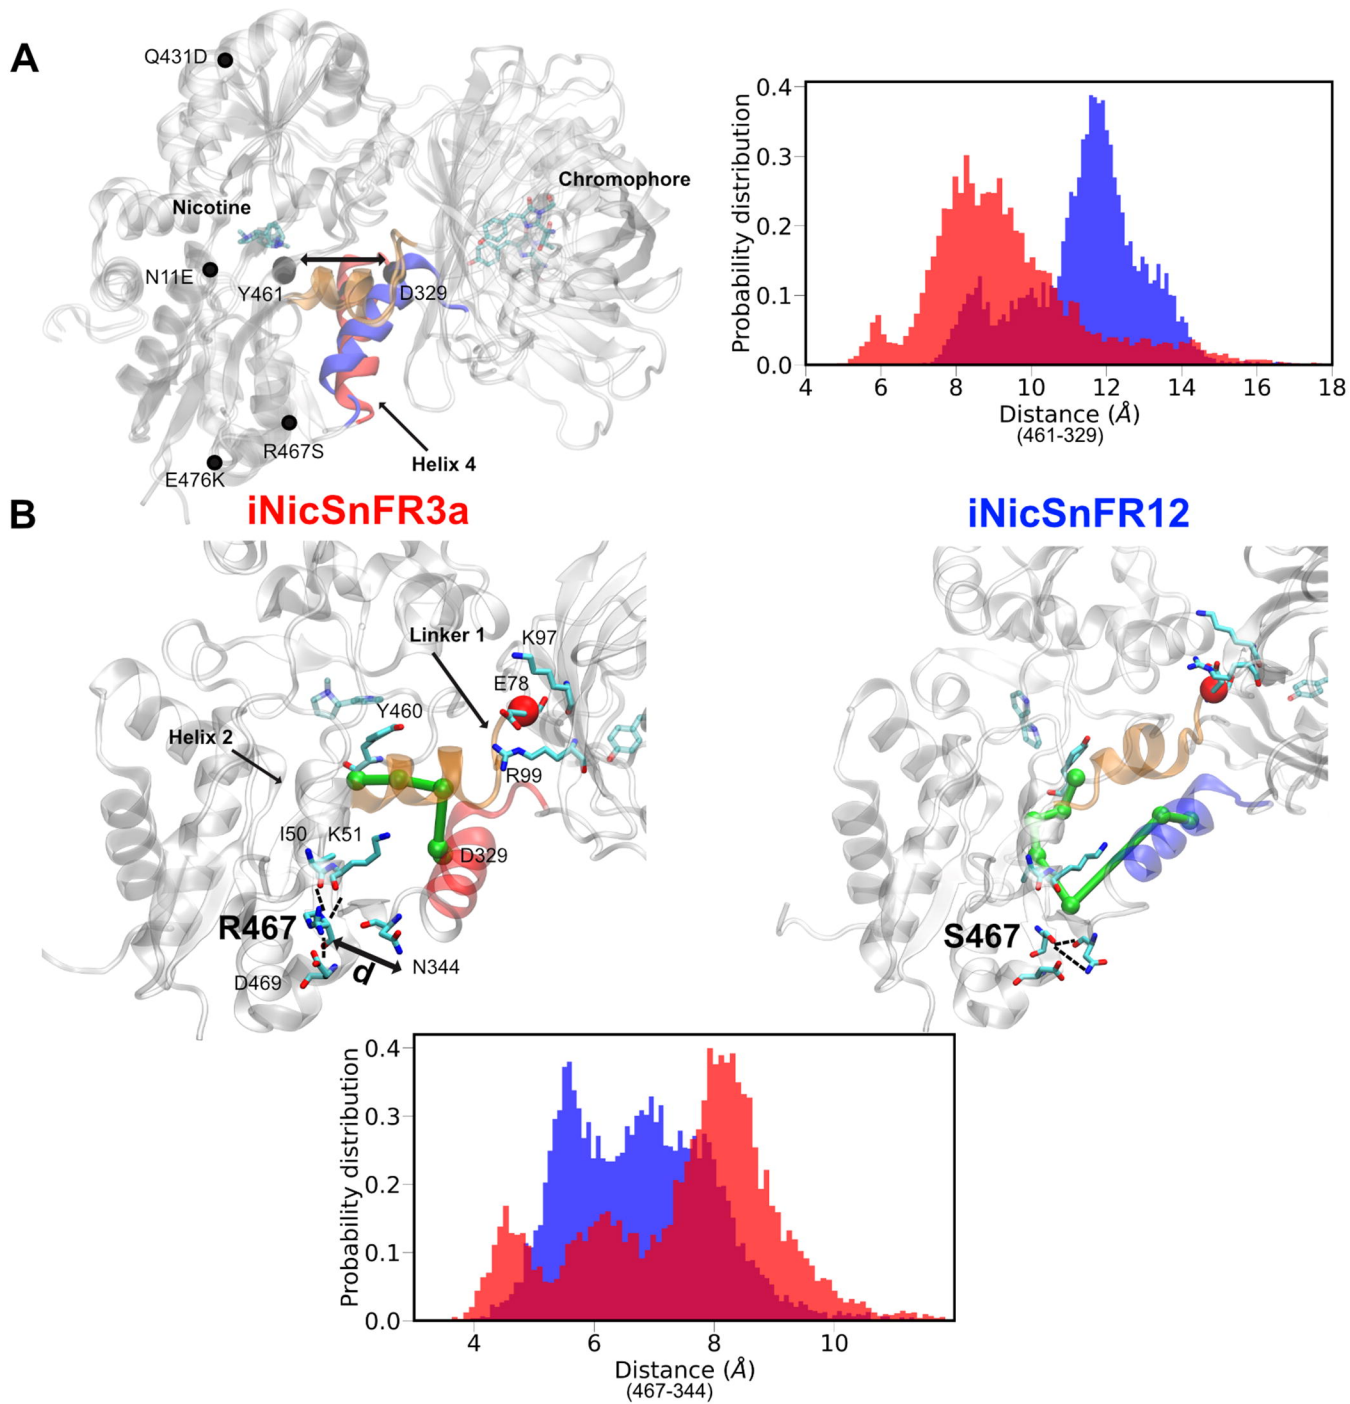 A
Q431D
Nicotine
Chromophore
N11E
Y461
D329
R467S
E476K
Helix 4
Probability distribution
0.4
0.3
0.2
0.1
0.0
4 6 8 10 12 14 16 18
Distance (Å)
(461-329)
B
iNicSnFR3a
iNicSnFR12
Linker 1
K97
E78
Y460
Helix 2
R99
I50 K51
D329
R467
d
N344
D469
S467
Probability distribution
0.4
0.3
0.2
0.1
0.0
4 6 8 10
Distance (Å)
(467-344)